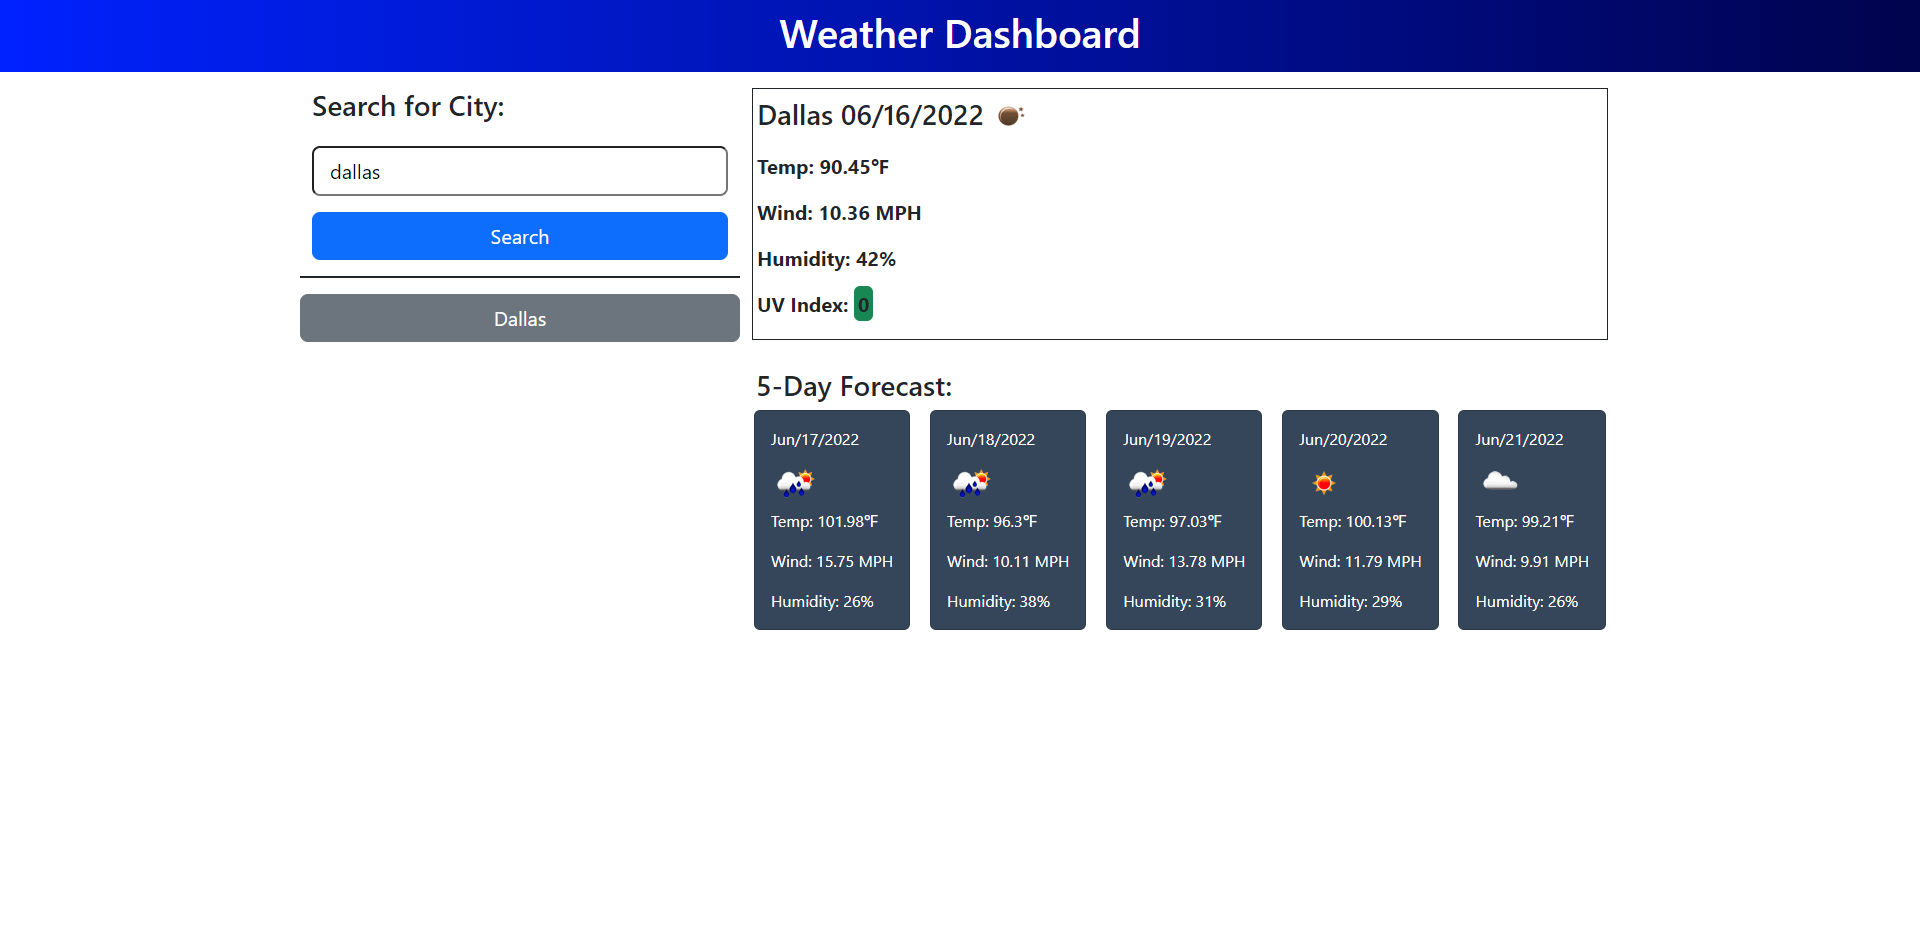 Weather Dashboard
Search for City:
dallas
Search
Dallas
Dallas 06/16/2022
Temp: 90.45°F
Wind: 10.36 MPH
Humidity: 42%
UV Index: 0
5-Day Forecast:
Jun/17/2022
Temp: 101.98°F
Wind: 15.75 MPH
Humidity: 26%
Jun/18/2022
Temp: 96.3°F
Wind: 10.11 MPH
Humidity: 38%
Jun/19/2022
Temp: 97.03°F
Wind: 13.78 MPH
Humidity: 31%
Jun/20/2022
Temp: 100.13°F
Wind: 11.79 MPH
Humidity: 29%
Jun/21/2022
Temp: 99.21°F
Wind: 9.91 MPH
Humidity: 26%